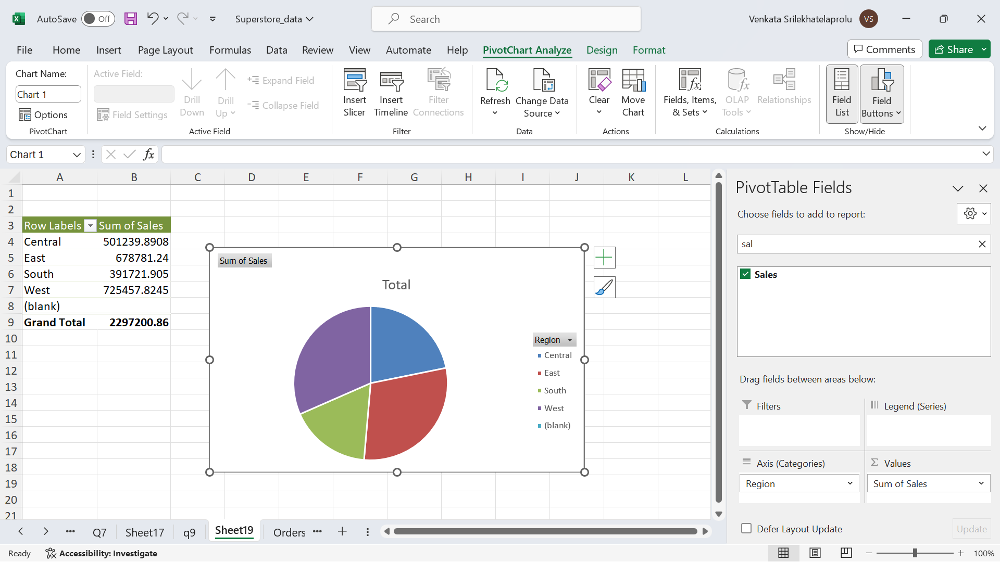 AutoSave Off Superstore_data Search Venkata Srilekhatelaprolu VS
File Home Insert Page Layout Formulas Data Review View Automate Help PivotChart Analyze Design Format Comments Share
Chart Name:
Chart 1
Options
PivotChart
Active Field:
Field Settings
Drill Down
Drill Up
Expand Field
Collapse Field
Active Field
Insert Slicer
Insert Timeline
Filter Connections
Filter
Refresh
Change Data Source
Data
Clear
Move Chart
Actions
Fields, Items, & Sets
OLAP Tools
Relationships
Calculations
Field List
Field Buttons
Show/Hide
Chart 1 fx
A B C D E F G H I J K L
1
2
3 Row Labels Sum of Sales
4 Central 501239.8908
5 East 678781.24
6 South 391721.905
7 West 725457.8245
8 (blank)
9 Grand Total 2297200.86
10
11
12
13
14
15
16
17
18
19
20
21
Sum of Sales
Total
Region
Central
East
South
West
(blank)
PivotTable Fields
Choose fields to add to report:
sal
Sales
Drag fields between areas below:
Filters
Legend (Series)
Axis (Categories)
Values
Region
Sum of Sales
Defer Layout Update
Update
Q7 Sheet17 q9 Sheet19 Orders
Ready Accessibility: Investigate 100%